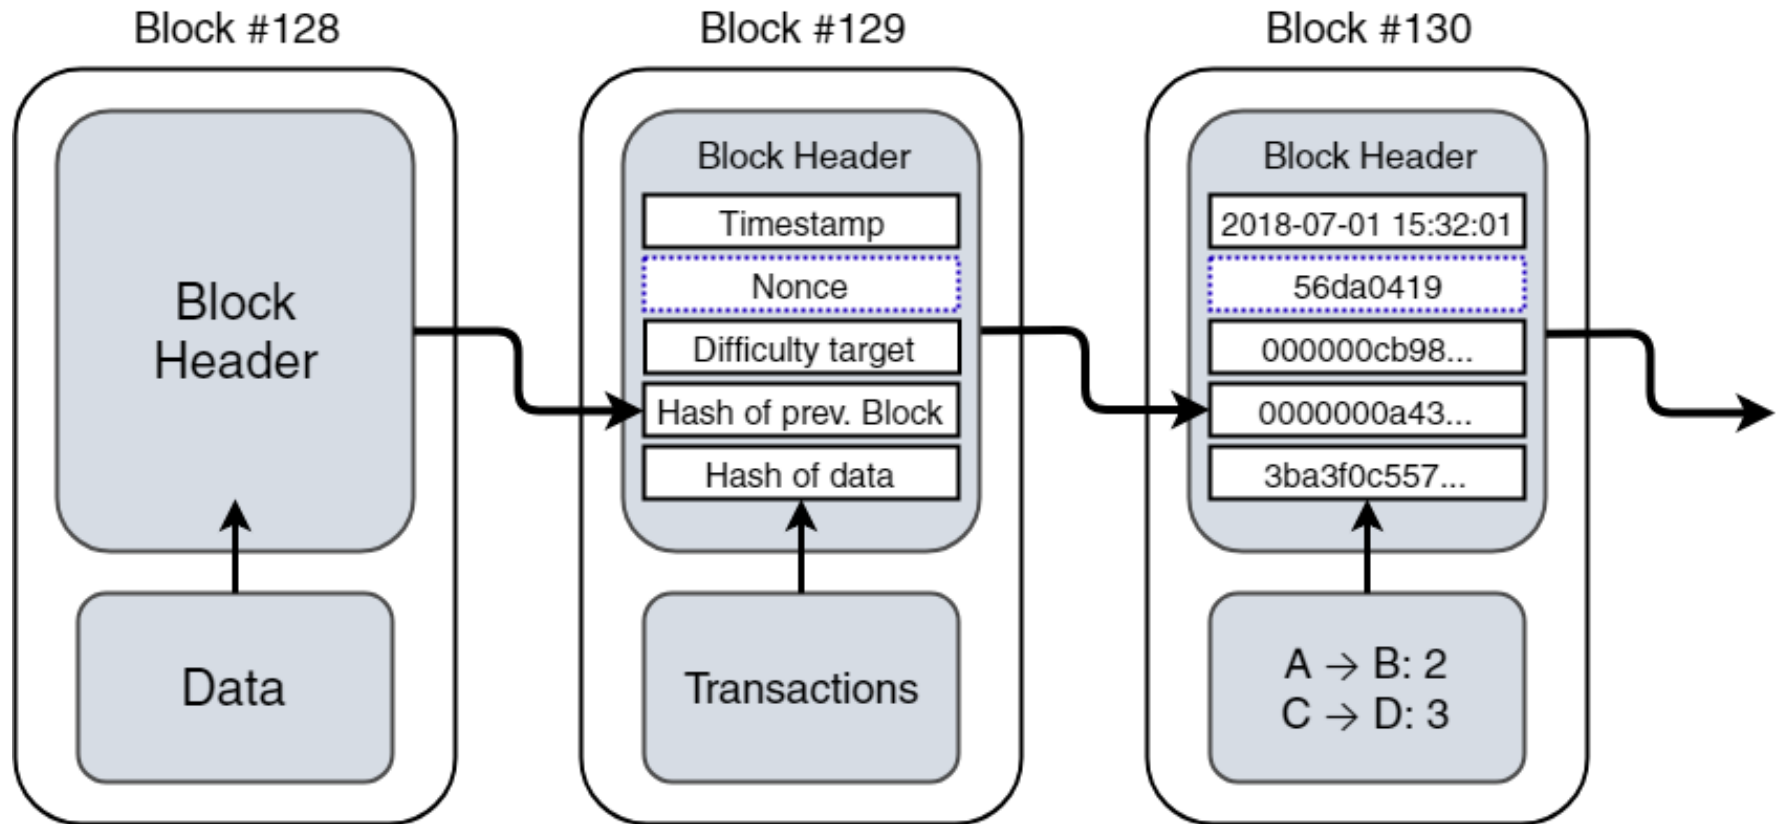 Block #128
Block
Header
Data
Block #129
Block Header
Timestamp
Nonce
Difficulty target
Hash of prev. Block
Hash of data
Transactions
Block #130
Block Header
2018-07-01 15:32:01
56da0419
000000cb98...
0000000a43...
3ba3f0c557...
A → B: 2
C → D: 3